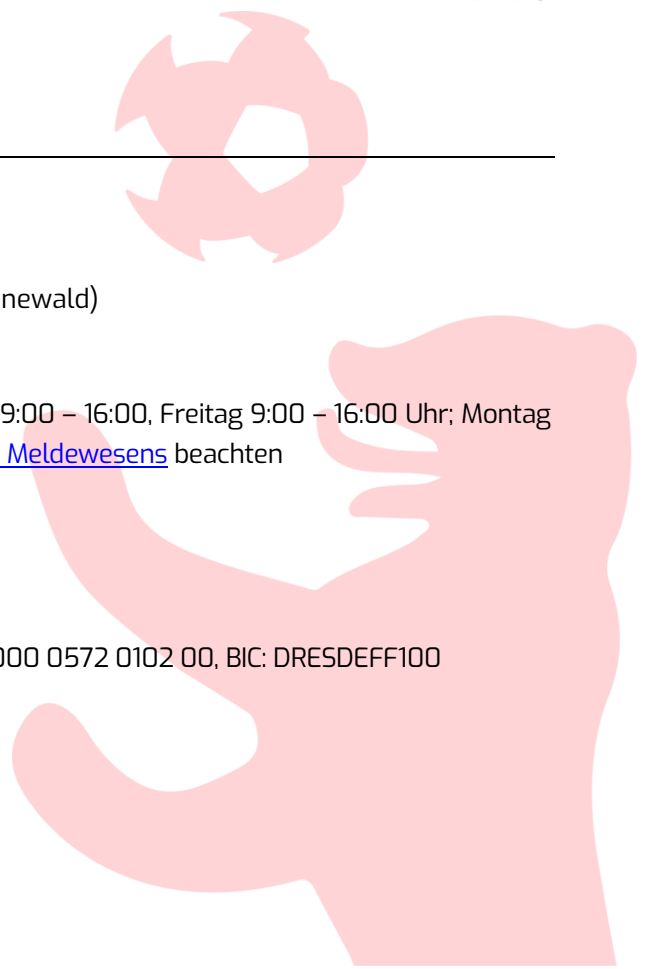 newald)
9:00 – 16:00, Freitag 9:00 – 16:00 Uhr; Montag
Meldewesens beachten
000 0572 0102 00, BIC: DRESDEFF100